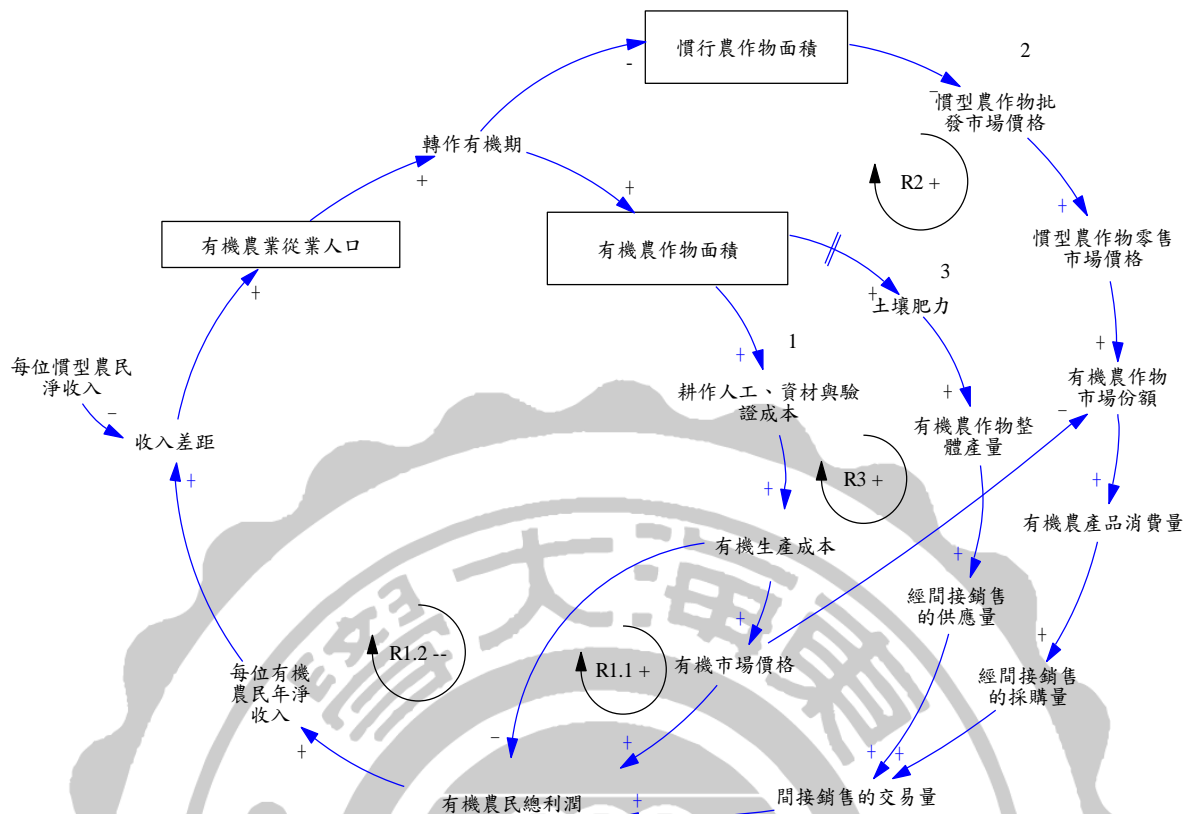 慣行農作物面積
2
-
慣型農作物批
發市場價格
轉作有機期
R2 +
+
+
+
慣型農作物零售
市場價格
有機農業從業人口
有機農作物面積
3
+
+
土壤肥力
1
+
+
每位慣型農民
淨收入
有機農作物
市場份額
耕作人工、資材與驗
證成本
+
有機農作物整
體產量
收入差距
R3 +
+
+
+
有機農產品消費量
有機生產成本
+
經間接銷售
的供應量
+
+
R1.2 --
R1.1 +
有機市場價格
每位有機
農民年淨
收入
經間接銷售
的採購量
+
+
+
+
有機農民總利潤
+
間接銷售的交易量
東海大學